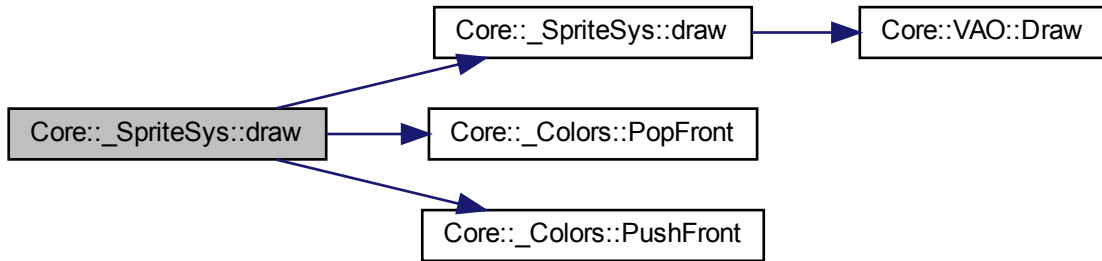 Core::_SpriteSys::draw
Core::_SpriteSys::draw
Core::VAO::Draw
Core::_Colors::PopFront
Core::_Colors::PushFront